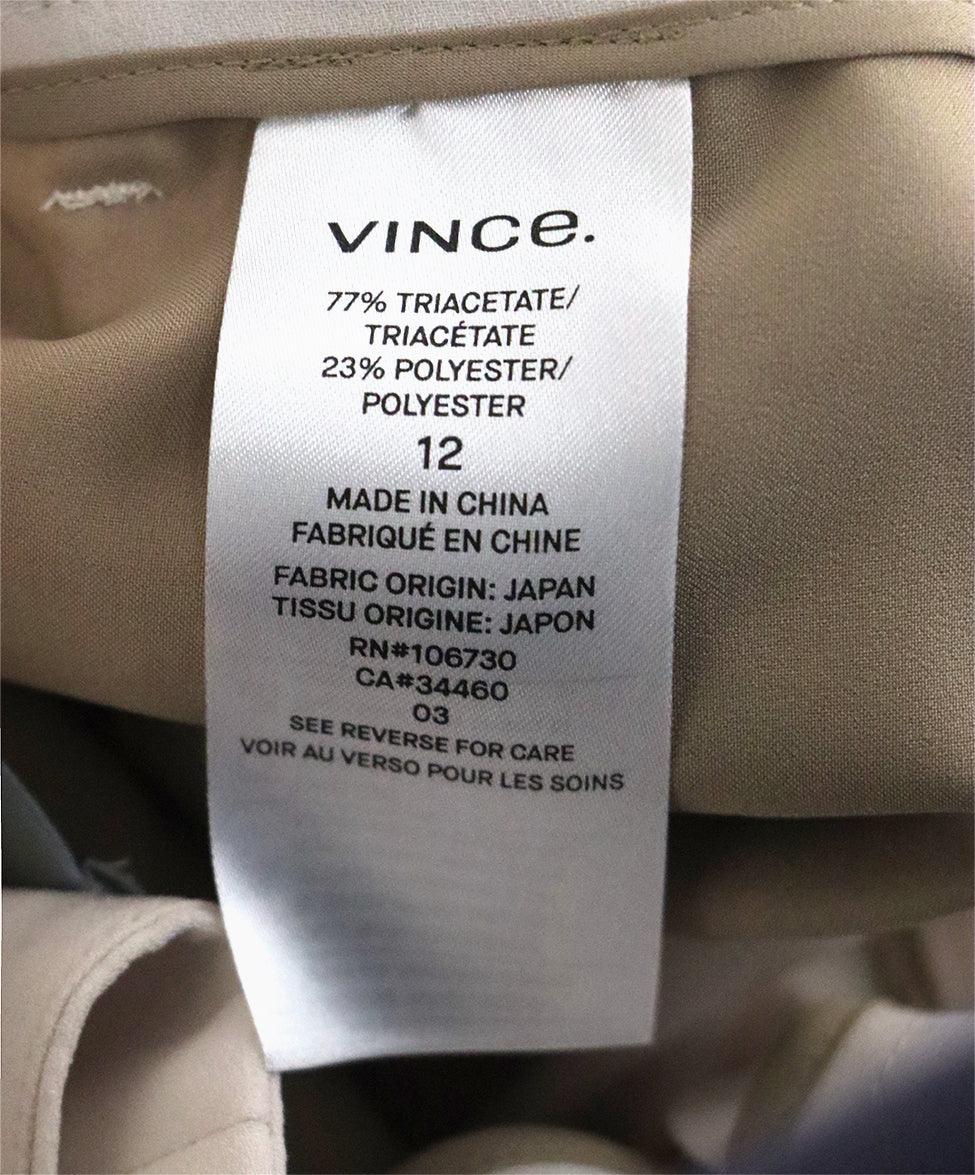 VINCe.
77% TRIACETATE/
TRIACÉTATE
23% POLYESTER/
POLYESTER
12
MADE IN CHINA
FABRIQUÉ EN CHINE
FABRIC ORIGIN: JAPAN
TISSU ORIGINE: JAPON
RN#106730
CA#34460
03
SEE REVERSE FOR CARE
VOIR AU VERSO POUR LES SOINS